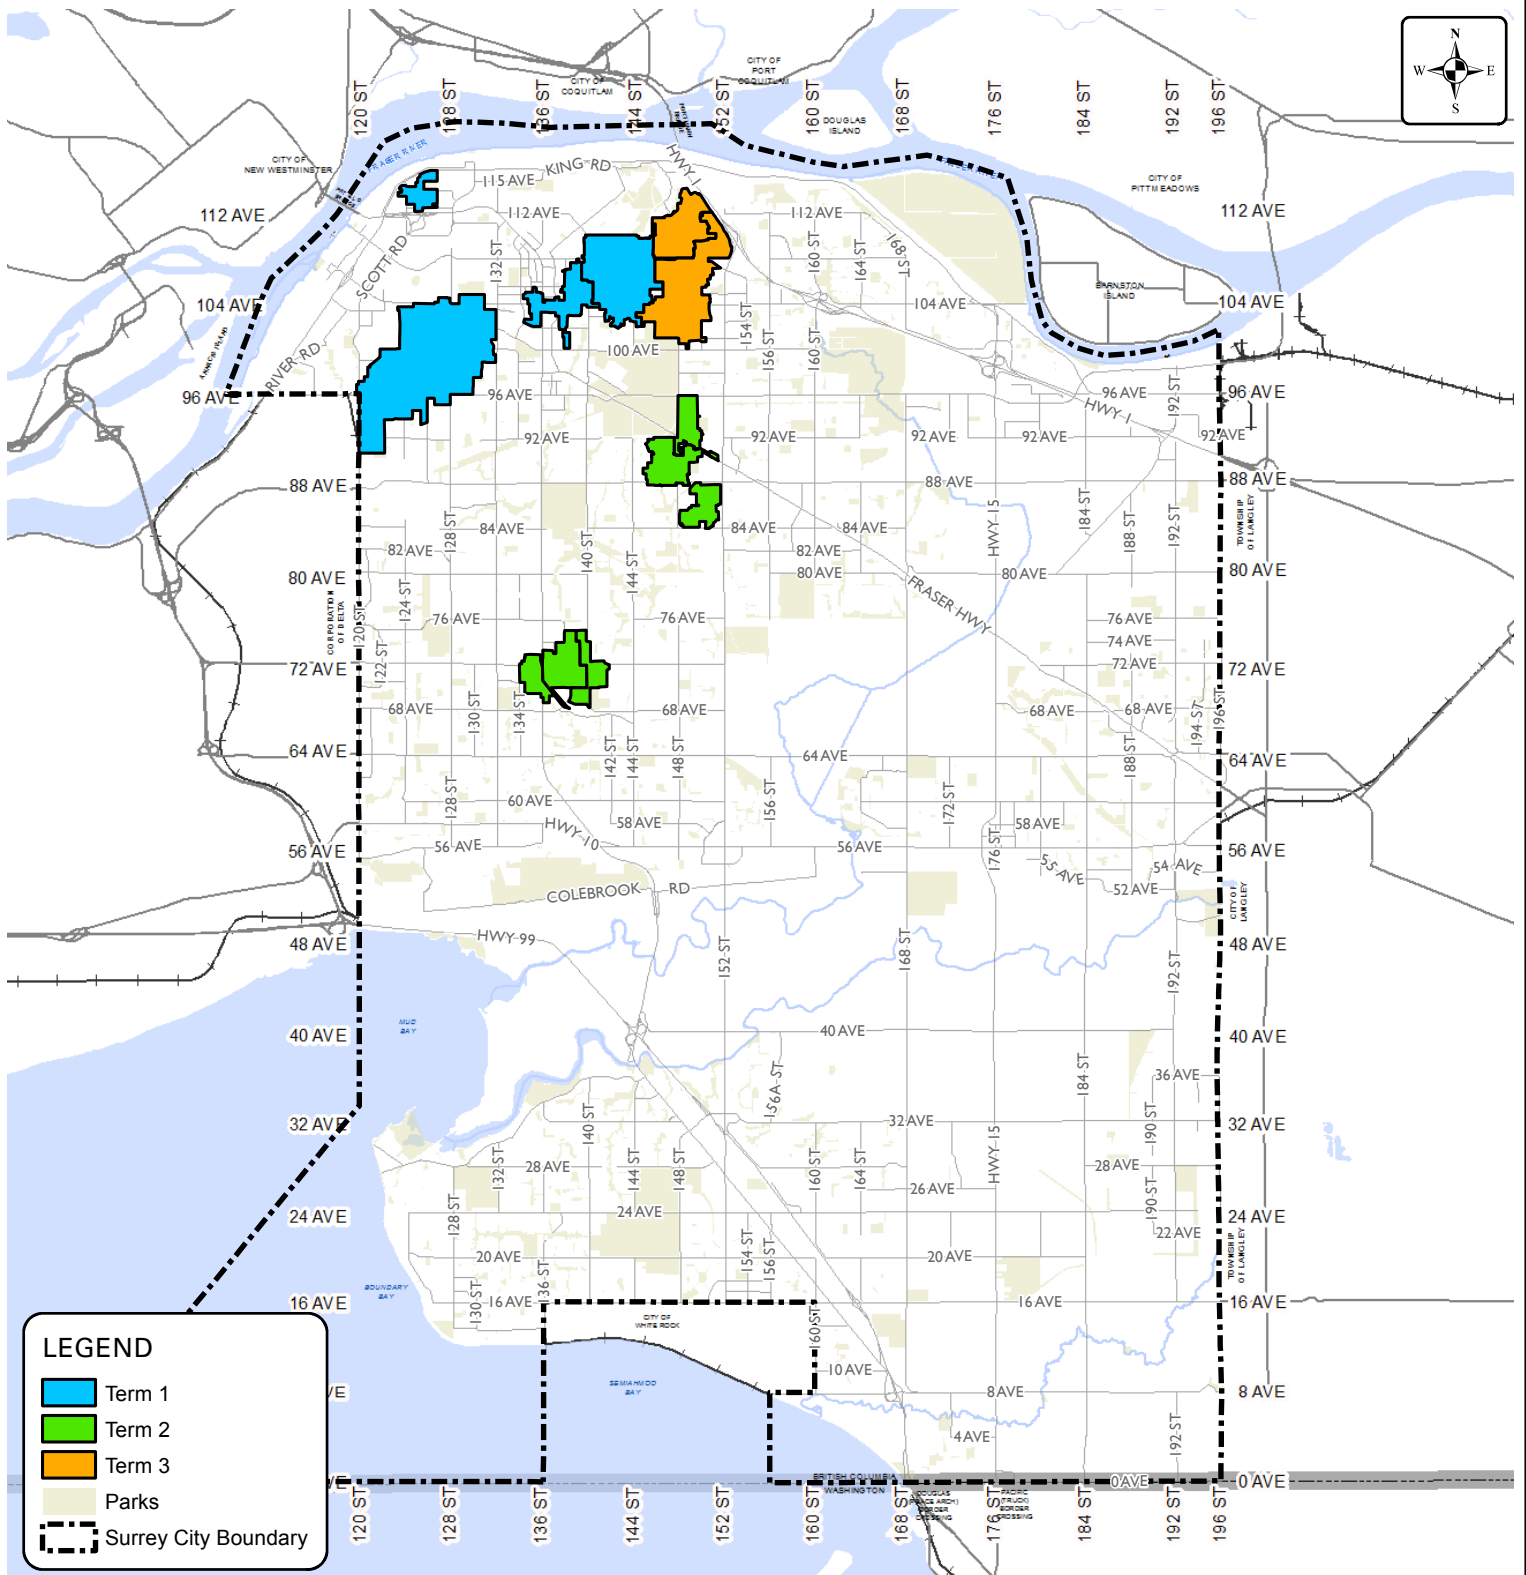 N
W E
S
120 ST
128 ST
136 ST
144 ST
152 ST
160 ST
168 ST
176 ST
184 ST
192 ST
196 ST
CITY OF
COQUITLAM
CITY OF
PORT
COQUITLAM
DOUGLAS
ISLAND
CITY OF
NEW WESTMINSTER
FRASER RIVER
CITY OF
PITT MEADOWS
BARNSTON
ISLAND
KING RD
HWY 1
115 AVE
112 AVE
112 AVE
112 AVE
112 AVE
SCOTT RD
132 ST
160 ST
164 ST
168 ST
104 AVE
104 AVE
104 AVE
154 ST
156 ST
160 ST
RIVER RD
100 AVE
96 AVE
96 AVE
96 AVE
96 AVE
192 ST
HWY 1
92 AVE
92 AVE
92 AVE
92 AVE
92 AVE
88 AVE
88 AVE
88 AVE
128 ST
84 AVE
84 AVE
84 AVE
HWY 15
184 ST
188 ST
192 ST
TOWNSHIP
OF LANGLEY
82 AVE
140 ST
144 ST
82 AVE
80 AVE
80 AVE
80 AVE
80 AVE
CORPORATION
OF DELTA
120 ST
124 ST
FRASER HWY
76 AVE
76 AVE
76 AVE
74 AVE
72 AVE
122 ST
72 AVE
72 AVE
68 AVE
130 ST
134 ST
68 AVE
68 AVE
68 AVE
194 ST
196 ST
64 AVE
142 ST
144 ST
148 ST
64 AVE
188 ST
64 AVE
128 ST
60 AVE
156 ST
172 ST
58 AVE
58 AVE
HWY 10
56 AVE
56 AVE
56 AVE
176 ST
55 AVE
54 AVE
56 AVE
52 AVE
COLEBROOK RD
CITY OF
LANGLEY
HWY 99
48 AVE
152 ST
168 ST
192 ST
48 AVE
MUD
BAY
40 AVE
40 AVE
40 AVE
156A ST
184 ST
36 AVE
32 AVE
140 ST
32 AVE
190 ST
32 AVE
132 ST
28 AVE
144 ST
148 ST
160 ST
164 ST
HWY 15
28 AVE
26 AVE
190 ST
24 AVE
128 ST
24 AVE
24 AVE
22 AVE
20 AVE
154 ST
156 ST
20 AVE
TOWNSHIP
OF LANGLEY
BOUNDARY
BAY
136 ST
16 AVE
130 ST
16 AVE
16 AVE
16 AVE
CITY OF
WHITE ROCK
160 ST
10 AVE
SEMIAHMOO
BAY
8 AVE
8 AVE
4 AVE
192 ST
BRITISH COLUMBIA
WASHINGTON
0 AVE
0 AVE
DOUGLAS
(PEACE ARCH)
BORDER
CROSSING
PACIFIC
(TRUCK)
BORDER
CROSSING
120 ST
128 ST
136 ST
144 ST
152 ST
160 ST
168 ST
176 ST
184 ST
192 ST
196 ST
LEGEND
Term 1
Term 2
Term 3
Parks
Surrey City Boundary